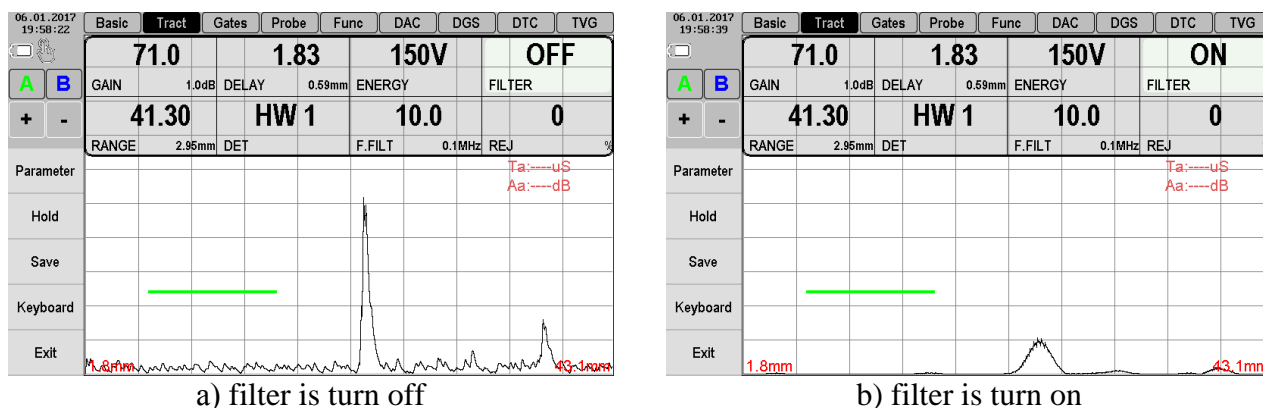 06.01.2017
19:58:22
Basic Tract Gates Probe Func DAC DGS DTC TVG
71.0 1.83 150V OFF
A B
GAIN 1.0dB DELAY 0.59mm ENERGY FILTER
+ -
41.30 HW 1 10.0 0
RANGE 2.95mm DET F.FILT 0.1MHz REJ %
Ta:----uS
Aa:----dB
Parameter
Hold
Save
Keyboard
Exit
1.8mm 43.1mm
a) filter is turn off
06.01.2017
19:58:39
Basic Tract Gates Probe Func DAC DGS DTC TVG
71.0 1.83 150V ON
A B
GAIN 1.0dB DELAY 0.59mm ENERGY FILTER
+ -
41.30 HW 1 10.0 0
RANGE 2.95mm DET F.FILT 0.1MHz REJ
Ta:----uS
Aa:----dB
Parameter
Hold
Save
Keyboard
Exit
1.8mm 43.1mm
b) filter is turn on